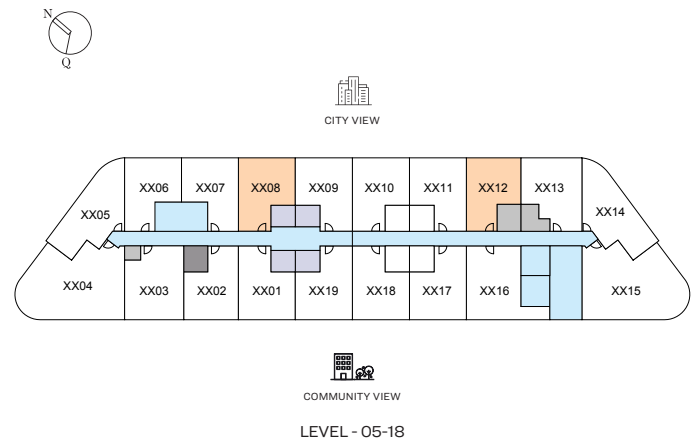 N
Q
CITY VIEW
XX06 XX07 XX08 XX09 XX10 XX11 XX12 XX13
XX05 XX14
XX04 XX03 XX02 XX01 XX19 XX18 XX17 XX16 XX15
COMMUNITY VIEW
LEVEL - 05-18